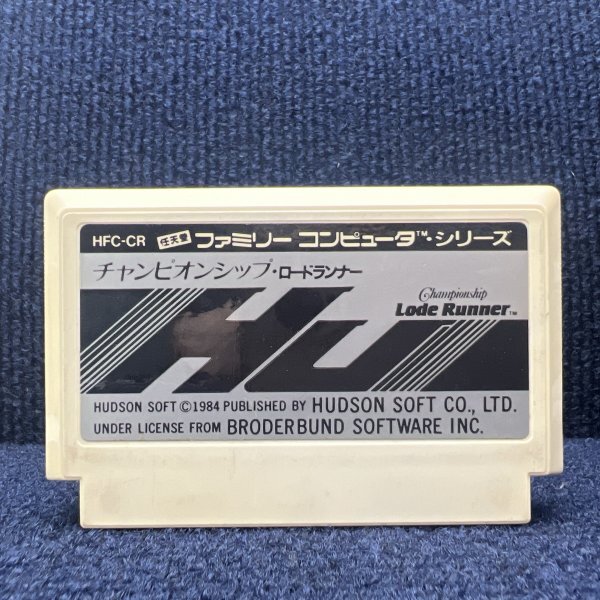 HFC-CR 任天堂 ファミリー コンピュータ™・シリーズ
チャンピオンシップ・ロードランナー
Championship
Lode Runner™
HU
HUDSON SOFT ©1984 PUBLISHED BY HUDSON SOFT CO., LTD.
UNDER LICENSE FROM BRODERBUND SOFTWARE INC.